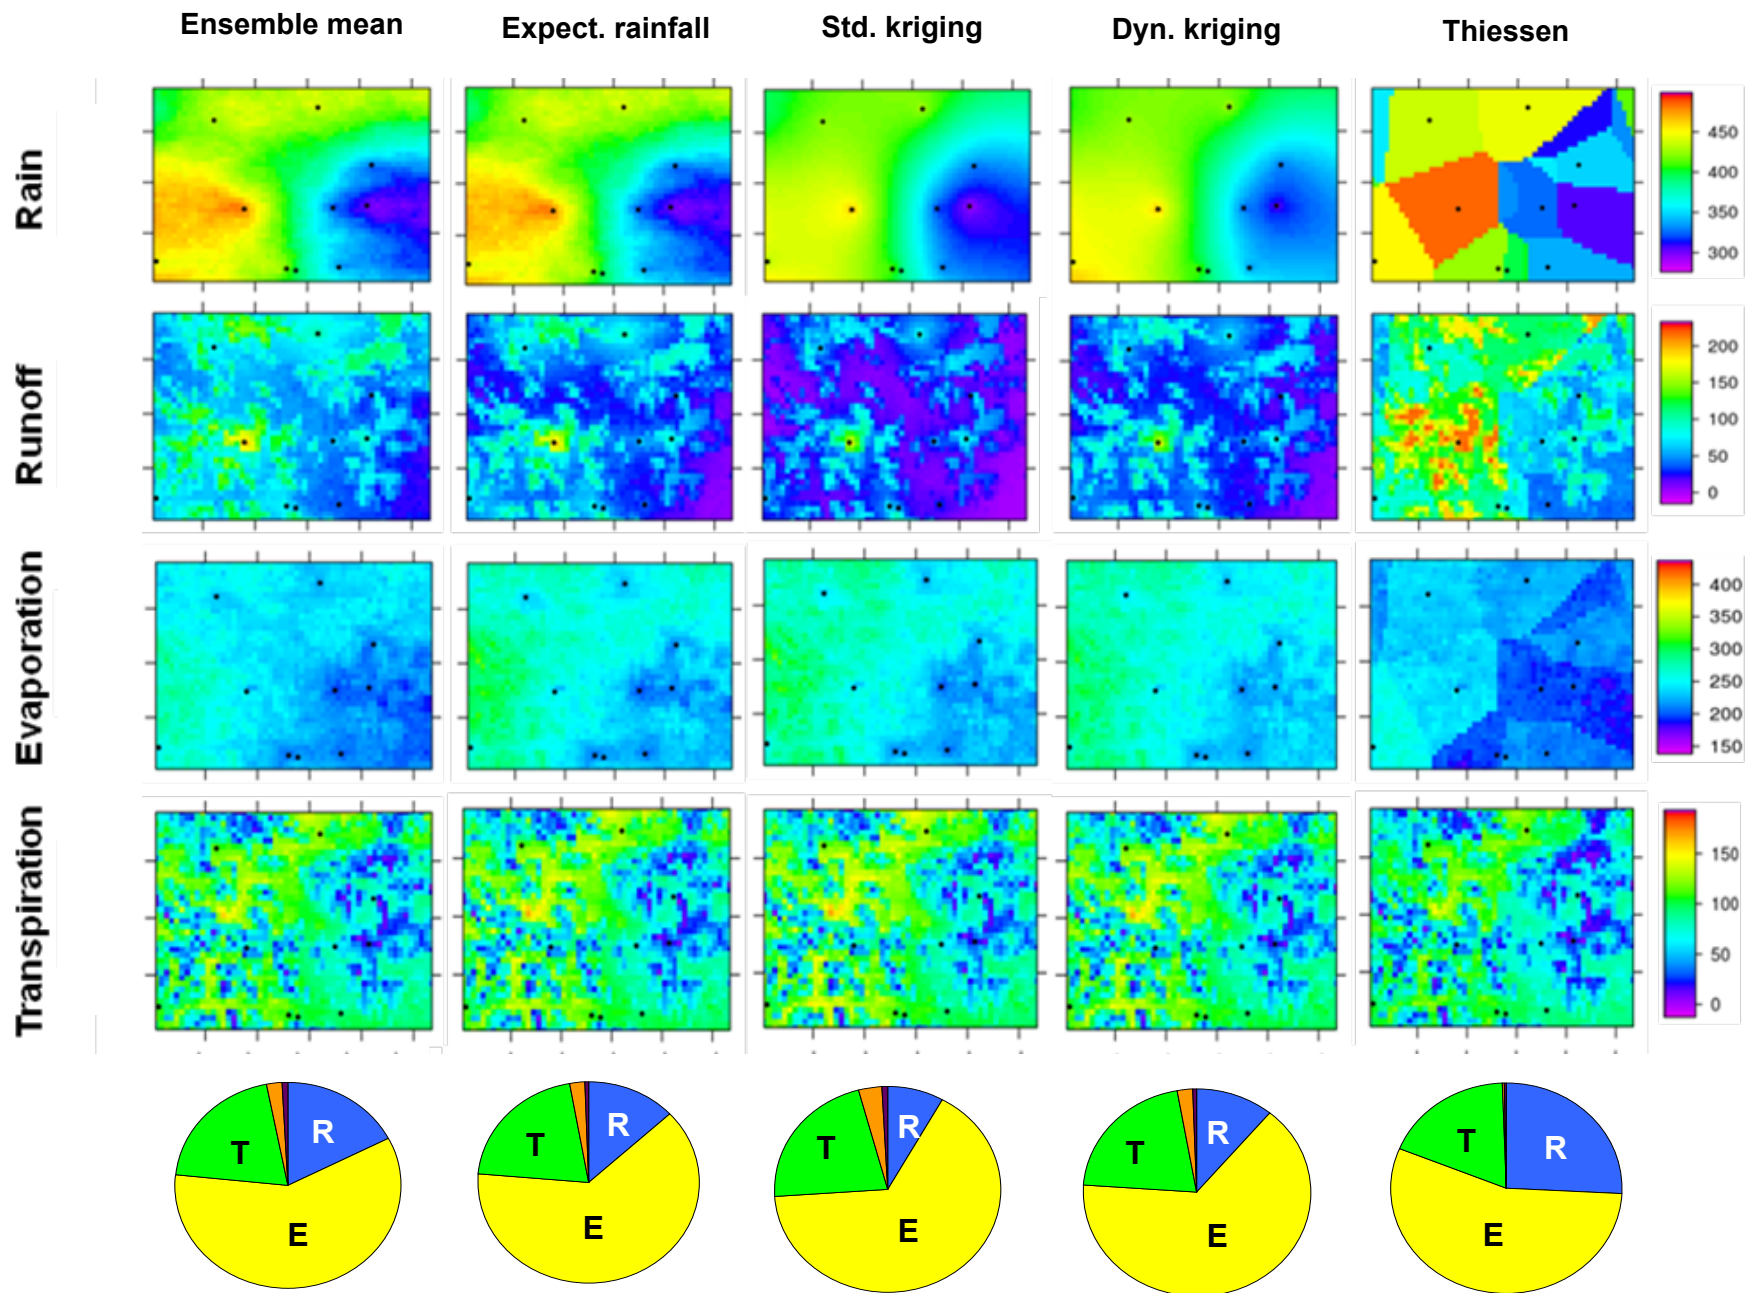 Ensemble mean
Expect. rainfall
Std. kriging
Dyn. kriging
Thiessen
Rain
450
400
350
300
Runoff
200
150
100
50
0
Evaporation
400
350
300
250
200
150
Transpiration
150
100
50
0
T
R
E
T
R
E
T
R
E
T
R
E
T
R
E